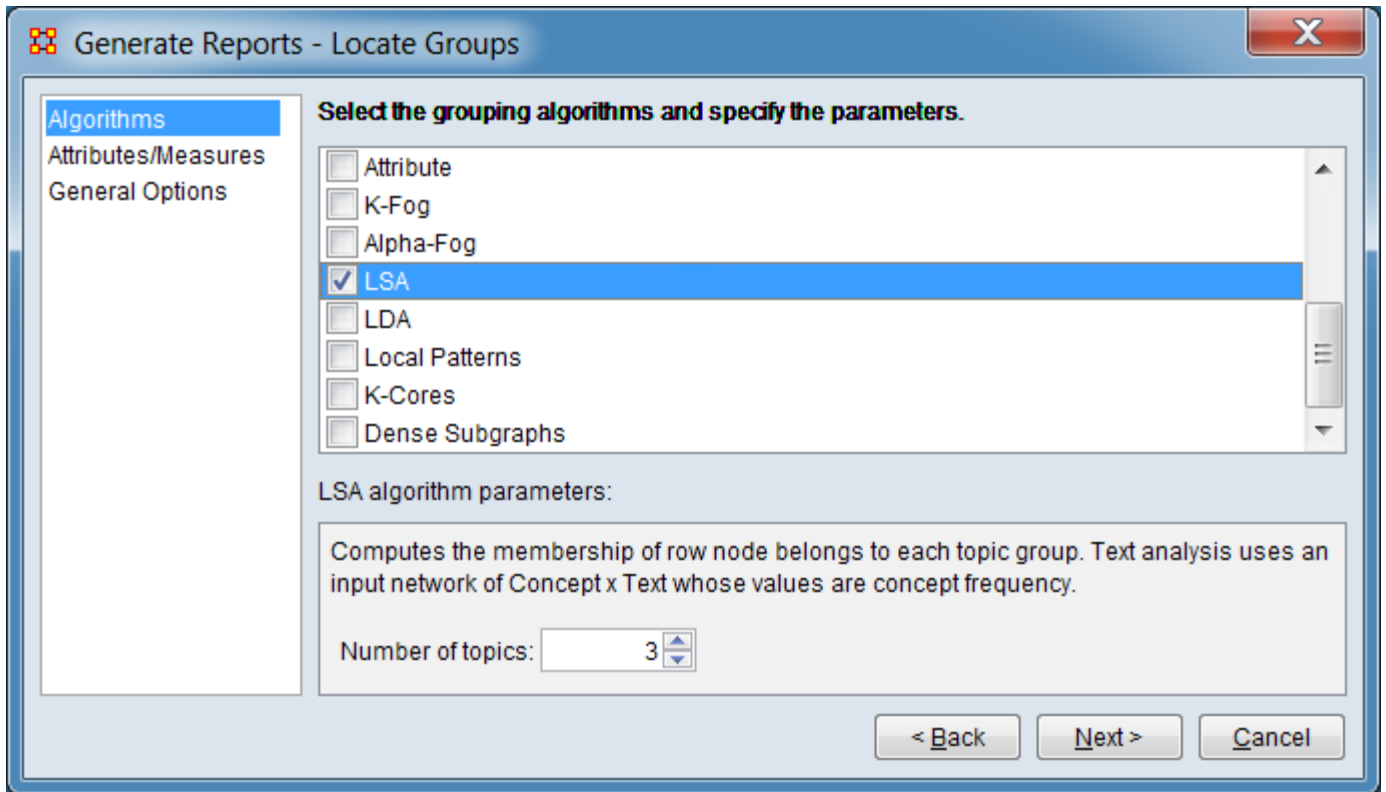 Generate Reports - Locate Groups
Algorithms
Attributes/Measures
General Options
Select the grouping algorithms and specify the parameters.
Attribute
K-Fog
Alpha-Fog
LSA
LDA
Local Patterns
K-Cores
Dense Subgraphs
LSA algorithm parameters:
Computes the membership of row node belongs to each topic group. Text analysis uses an
input network of Concept x Text whose values are concept frequency.
Number of topics: 3
< Back Next > Cancel